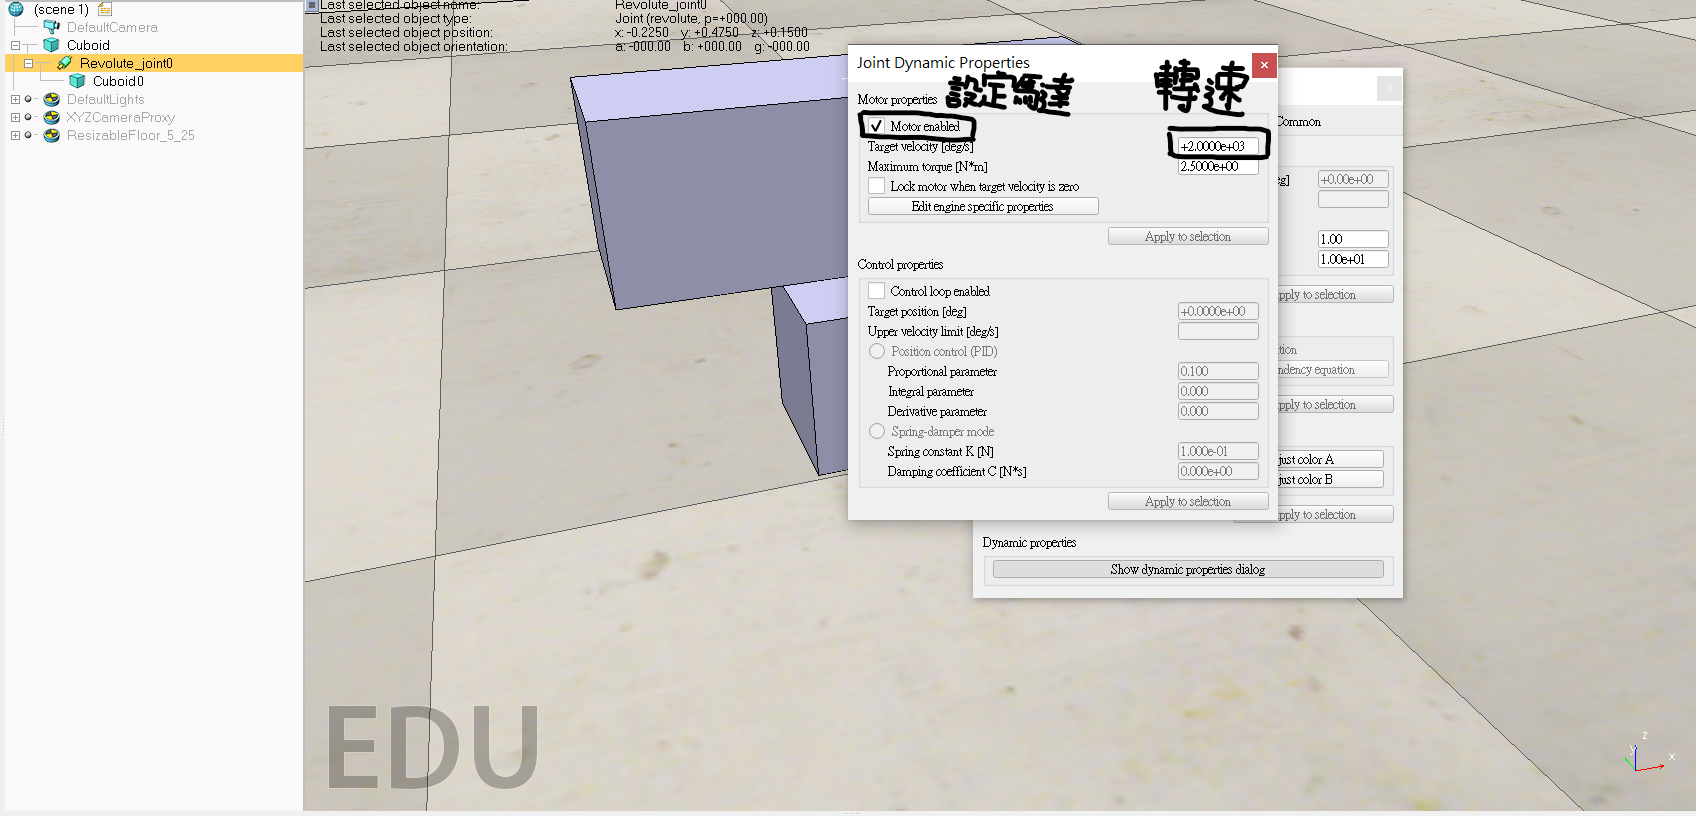 (scene 1)
DefaultCamera
Cuboid
Revolute_joint0
Cuboid0
DefaultLights
XYZCameraProxy
ResizableFloor_5_25
Last selected object name: Revolute_joint0
Last selected object type: Joint (revolute, p=+000.00)
Last selected object position: x: -0.2250 y: +0.4750 z: +0.1500
Last selected object orientation: a: -000.00 b: +000.00 g: -000.00
Joint Dynamic Properties
Motor properties
設定馬達
轉速
Motor enabled
Target velocity [deg/s] +2.0000e+03
Maximum torque [N*m] 2.5000e+00
Lock motor when target velocity is zero
Edit engine specific properties
Apply to selection
Control properties
Control loop enabled
Target position [deg] +0.0000e+00
Upper velocity limit [deg/s]
Position control (PID)
Proportional parameter 0.100
Integral parameter 0.000
Derivative parameter 0.000
Spring-damper mode
Spring constant K [N] 1.000e-01
Damping coefficient C [N*s] 0.000e+00
Apply to selection
Common
eg] +0.00e+00
1.00
1.00e+01
pply to selection
tion
ndency equation
pply to selection
just color A
just color B
pply to selection
Dynamic properties
Show dynamic properties dialog
EDU
z
y
x